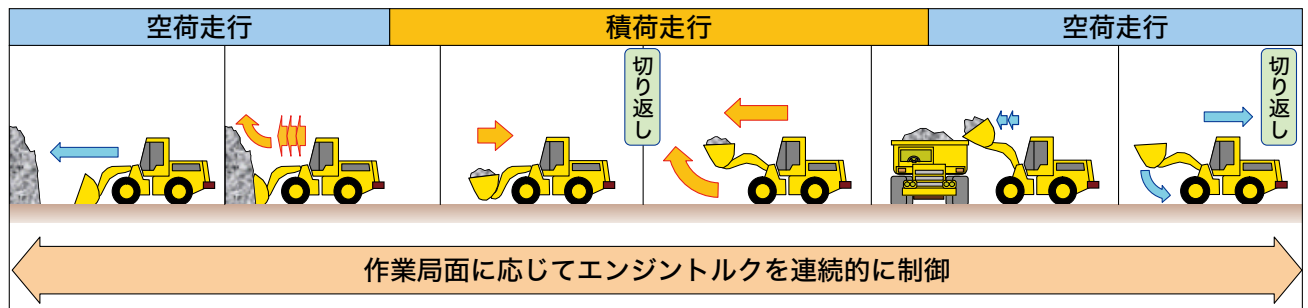 空荷走行
積荷走行
空荷走行
切り返し
切り返し
作業局面に応じてエンジントルクを連続的に制御